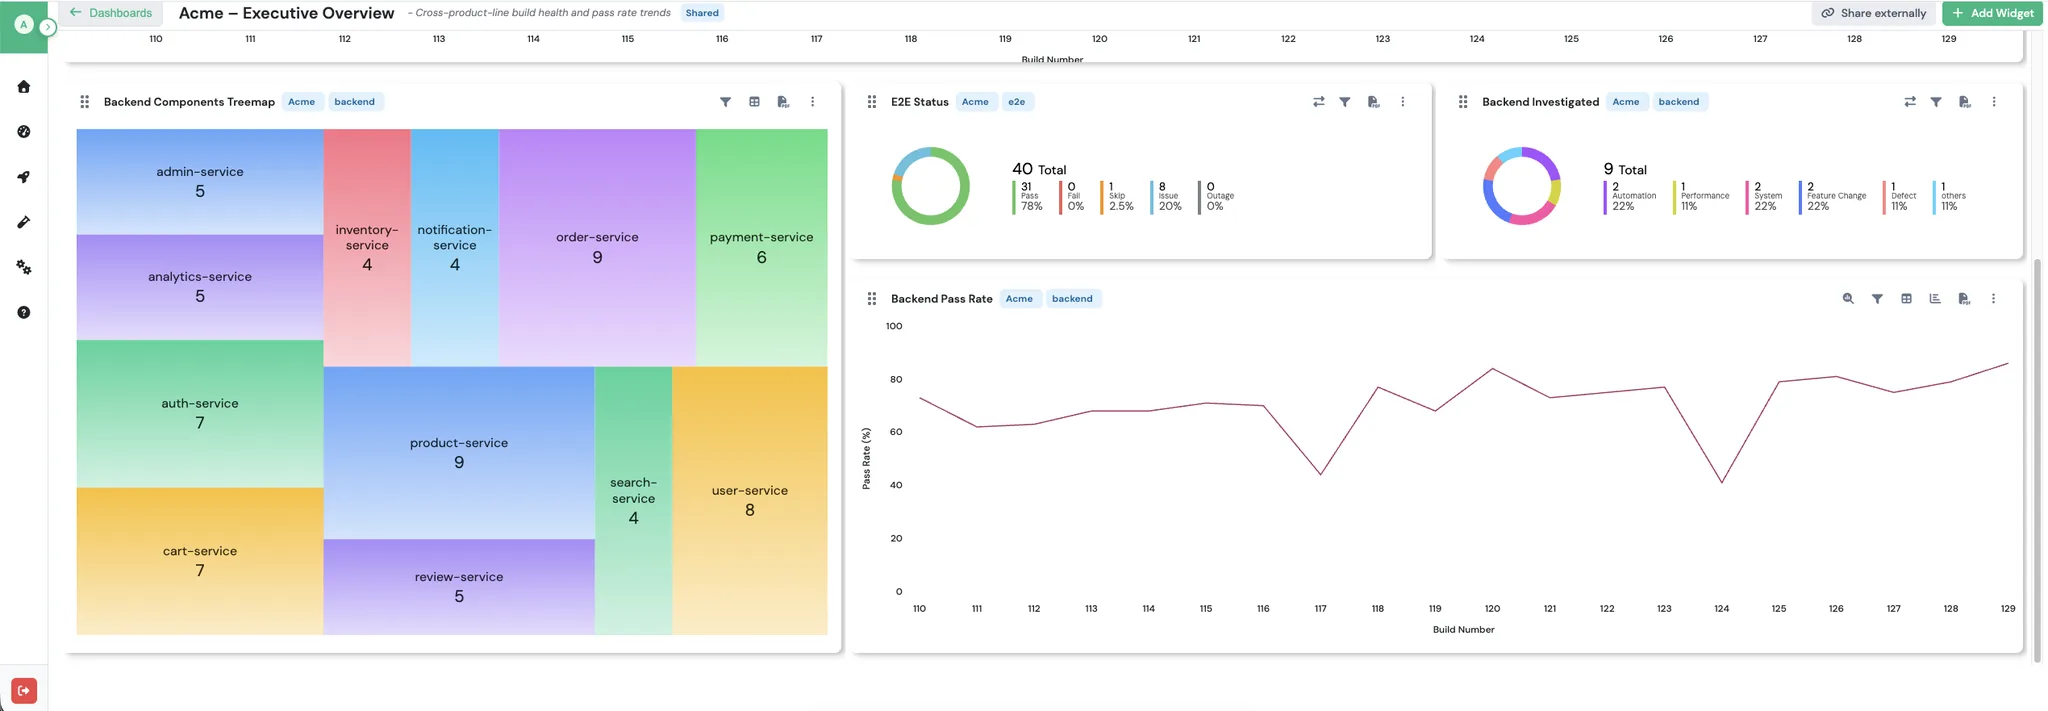 A
Dashboards
Acme – Executive Overview
- Cross-product-line build health and pass rate trends
Shared
Share externally
+ Add Widget
110 111 112 113 114 115 116 117 118 119 120 121 122 123 124 125 126 127 128 129
Build Number
Backend Components Treemap Acme backend
admin-service
5
analytics-service
5
auth-service
7
cart-service
7
inventory-
service
4
notification-
service
4
order-service
9
payment-service
6
product-service
9
review-service
5
search-
service
4
user-service
8
E2E Status Acme e2e
40 Total
31 0 1 8 0
Pass Fail Skip Issue Outage
78% 0% 2.5% 20% 0%
Backend Investigated Acme backend
9 Total
2 1 2 2 1 1
Automation Performance System Feature Change Defect others
22% 11% 22% 22% 11% 11%
Backend Pass Rate Acme backend
100
80
60
40
20
0
Pass Rate (%)
110 111 112 113 114 115 116 117 118 119 120 121 122 123 124 125 126 127 128 129
Build Number